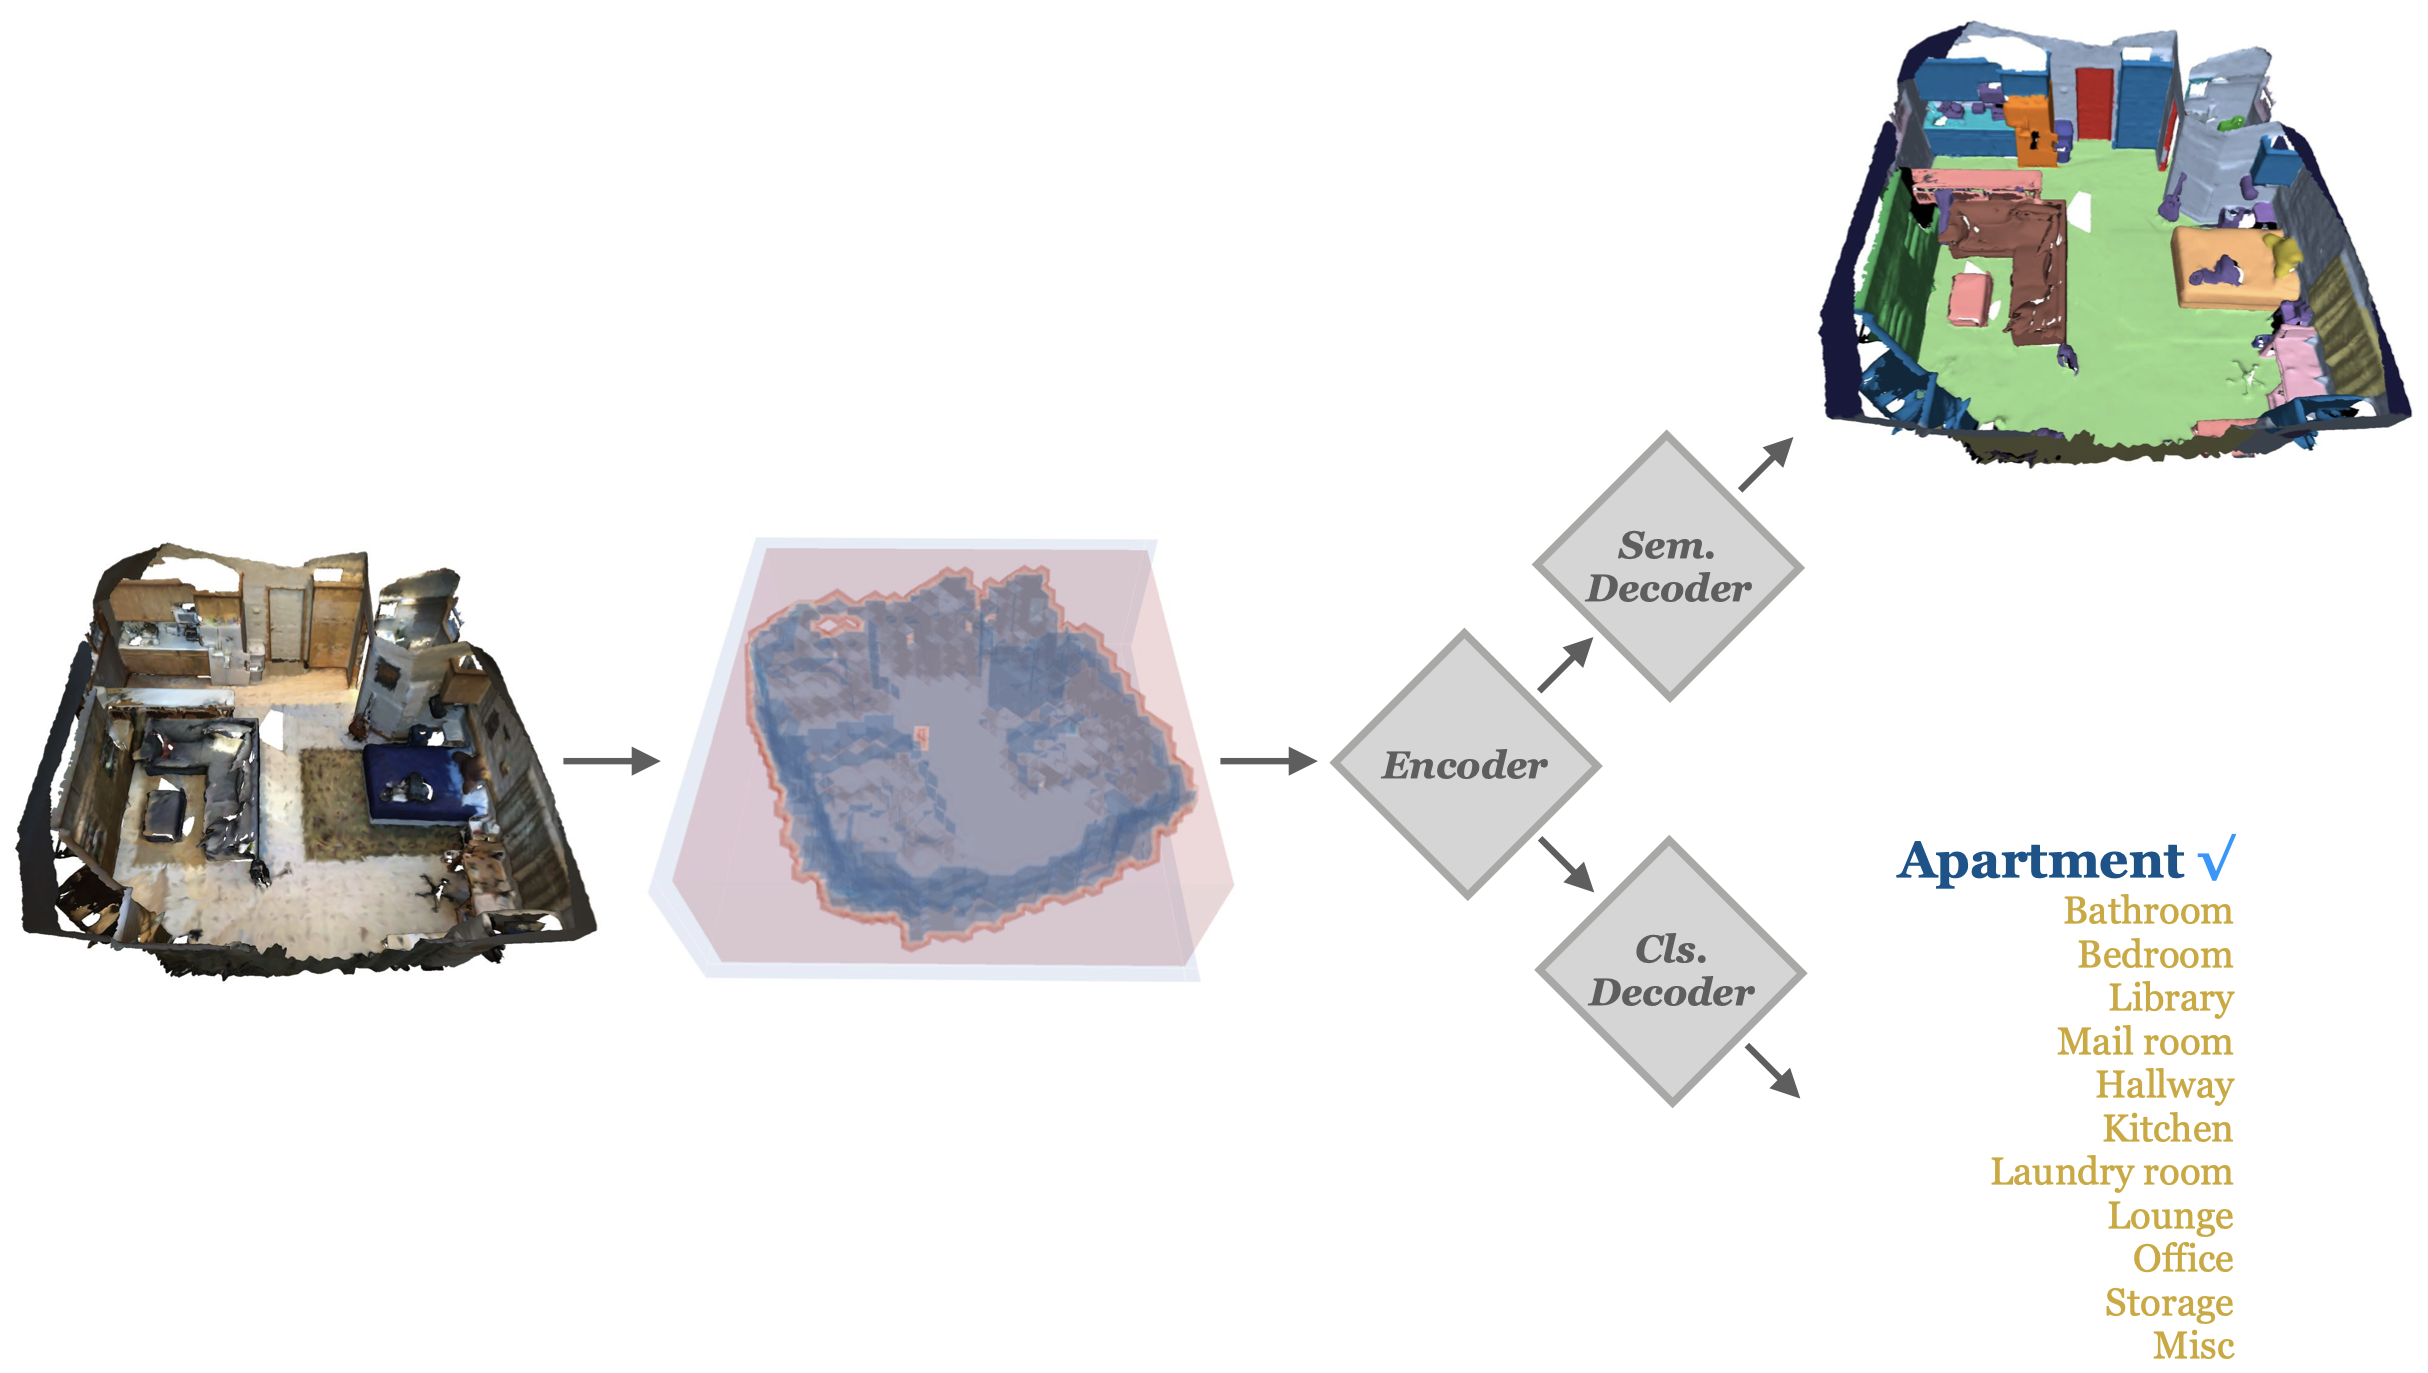 Sem.
Decoder
Encoder
Cls.
Decoder
Apartment √
Bathroom
Bedroom
Library
Mail room
Hallway
Kitchen
Laundry room
Lounge
Office
Storage
Misc